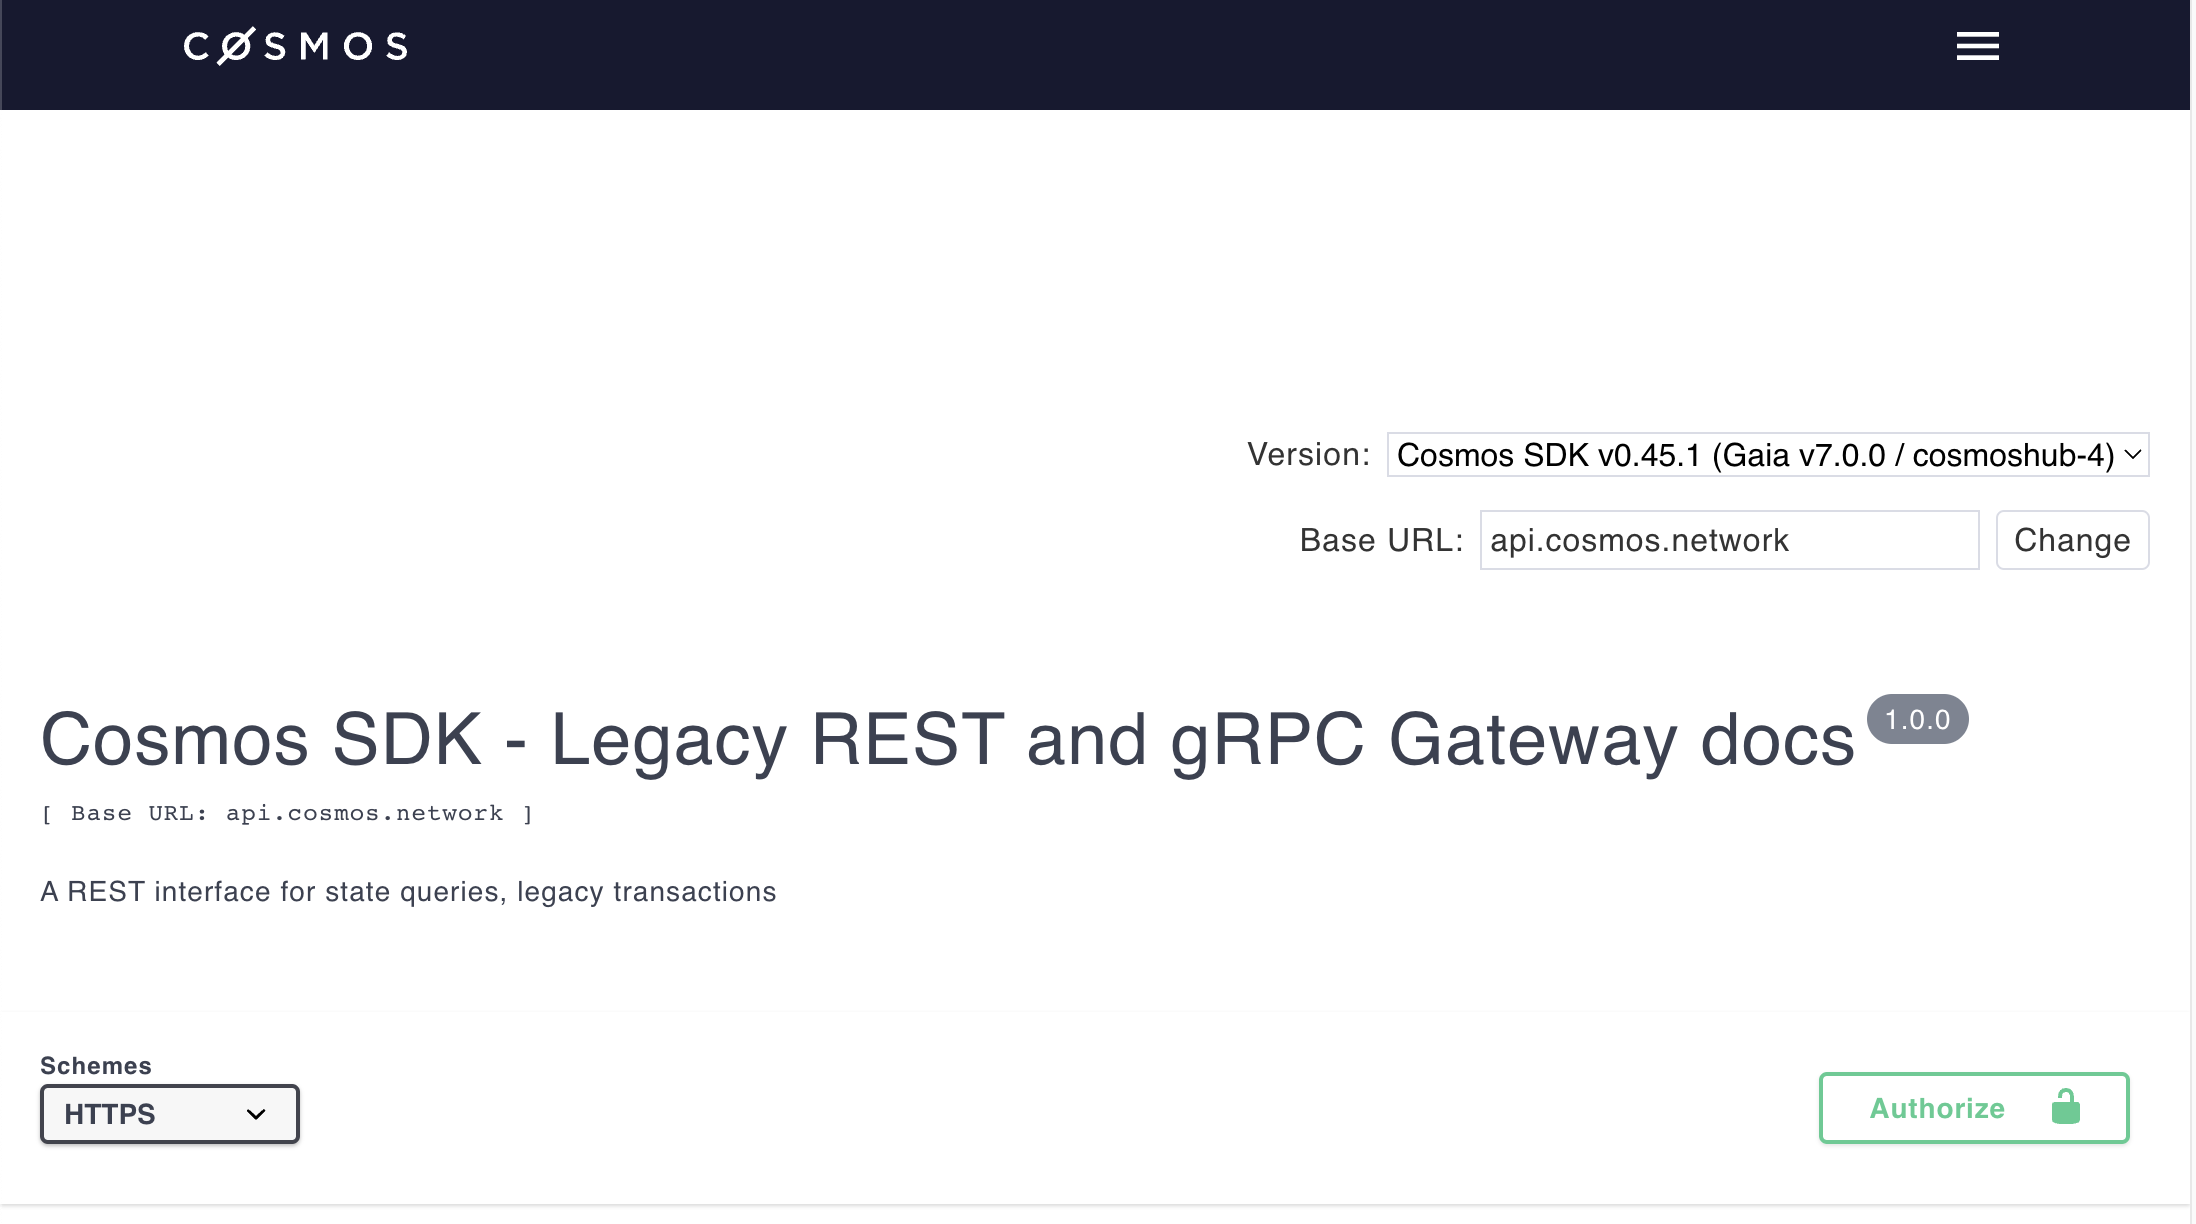 CØSMOS
Version: Cosmos SDK v0.45.1 (Gaia v7.0.0 / cosmoshub-4)
Base URL: api.cosmos.network Change
Cosmos SDK - Legacy REST and gRPC Gateway docs 1.0.0
[ Base URL: api.cosmos.network ]
A REST interface for state queries, legacy transactions
Schemes
HTTPS
Authorize